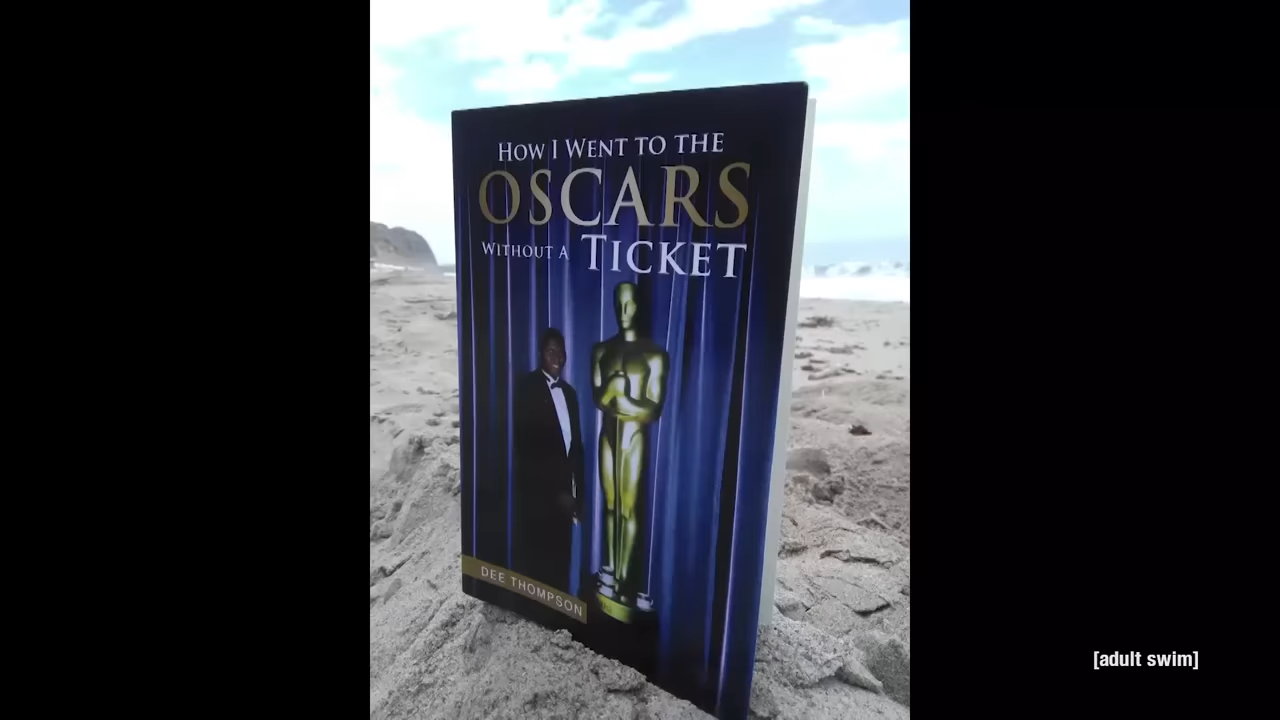 How I Went to the
Oscars
Without a Ticket
DEE THOMPSON
[adult swim]